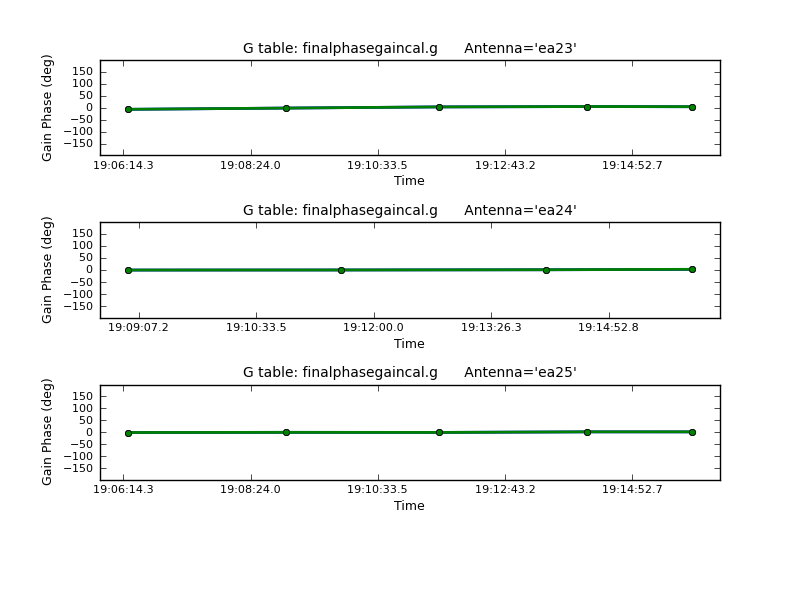 G table: finalphasegaincal.g Antenna='ea23'
Gain Phase (deg)
150
100
50
0
−50
−100
−150
19:06:14.3 19:08:24.0 19:10:33.5 19:12:43.2 19:14:52.7
Time
G table: finalphasegaincal.g Antenna='ea24'
Gain Phase (deg)
150
100
50
0
−50
−100
−150
19:09:07.2 19:10:33.5 19:12:00.0 19:13:26.3 19:14:52.8
Time
G table: finalphasegaincal.g Antenna='ea25'
Gain Phase (deg)
150
100
50
0
−50
−100
−150
19:06:14.3 19:08:24.0 19:10:33.5 19:12:43.2 19:14:52.7
Time